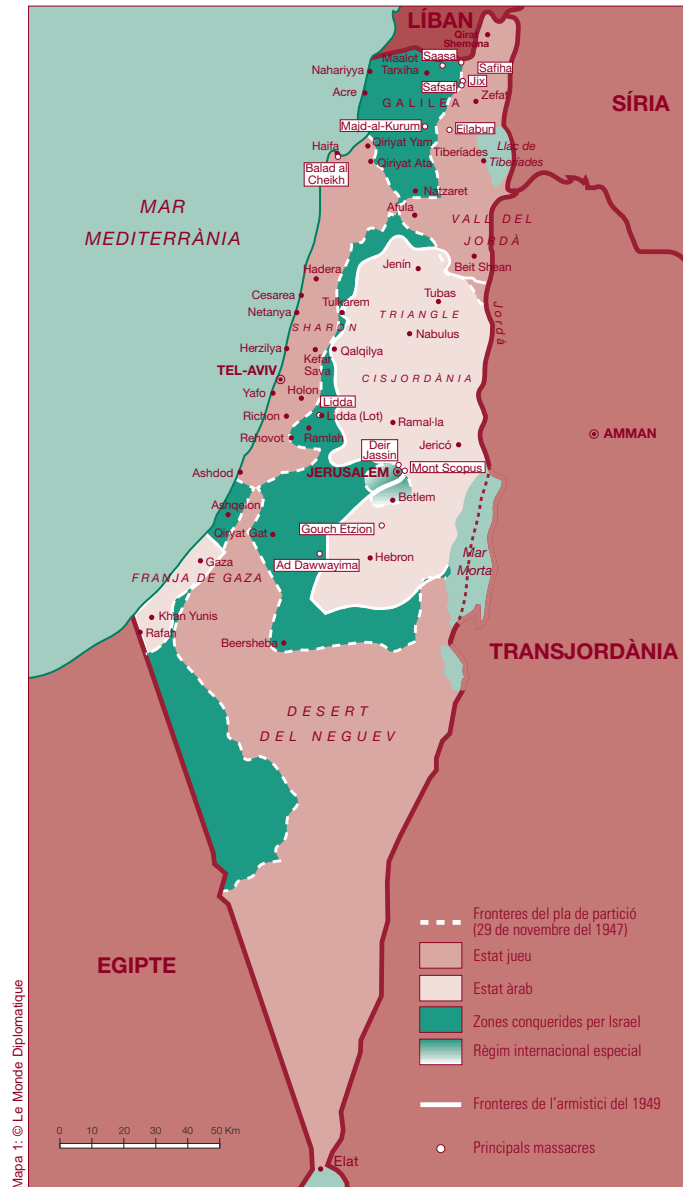 LÍBAN
Qirat
Shemona
Maalot
Tarxiha
Saasa
Safiha
Nahariyya
Safsaf
Jix
Acre
GALILEA
Zefat
SÍRIA
Majd-al-Kurum
Eilabun
Haifa
Qiriyat Yam
Tiberíades
Llac de
Tiberíades
Balad al
Cheikh
Qiriyat Ata
Natzaret
MAR
MEDITERRÀNIA
Afula
VALL DEL
JORDÀ
Jenín
Beit Shean
Hadera
Cesarea
Tubas
Netanya
Tulkarem
TRIANGLE
Jordà
SHARON
Nabulus
Herzilya
Kefar
Sava
Qalqilya
TEL-AVIV
CISJORDÀNIA
Yafo
Holon
Lidda
Richon
Lidda (Lot)
Ramal·la
AMMAN
Rehovot
Ramlah
Deir
Jassin
Jericó
Ashdod
JERUSALEM
Mont Scopus
Betlem
Ashqelon
Gouch Etzion
Qiryat Gat
Mar
Morta
Gaza
Ad Dawwayima
Hebron
FRANJA DE GAZA
Khan Yunis
Rafah
Beersheba
TRANSJORDÀNIA
DESERT
DEL NEGUEV
Fronteres del pla de partició
(29 de novembre del 1947)
EGIPTE
Estat jueu
Estat àrab
Zones conquerides per Israel
Règim internacional especial
Fronteres de l'armistici del 1949
0 10 20 30 40 50 Km
Principals massacres
Elat
Mapa 1: © Le Monde Diplomatique